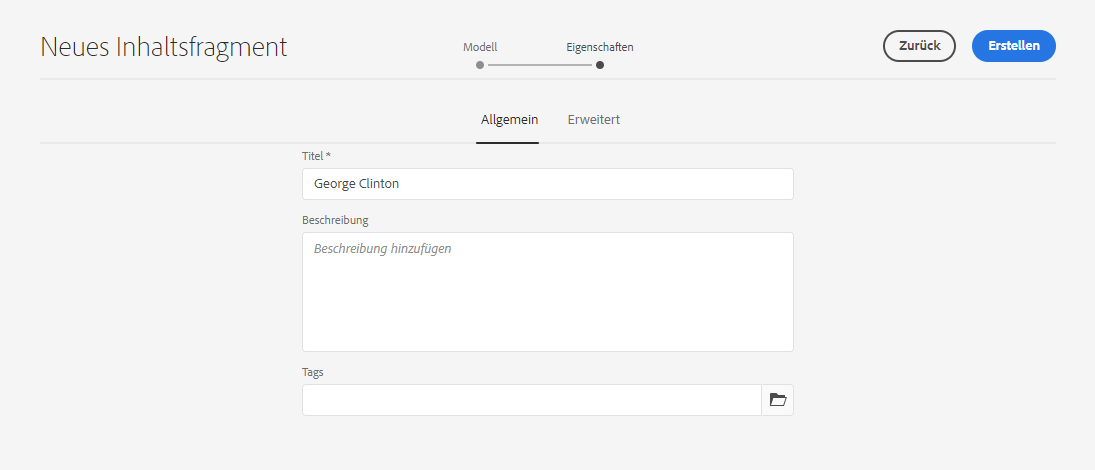 Neues Inhaltsfragment
Modell
Eigenschaften
Zurück
Erstellen
Allgemein
Erweitert
Titel *
George Clinton
Beschreibung
Beschreibung hinzufügen
Tags